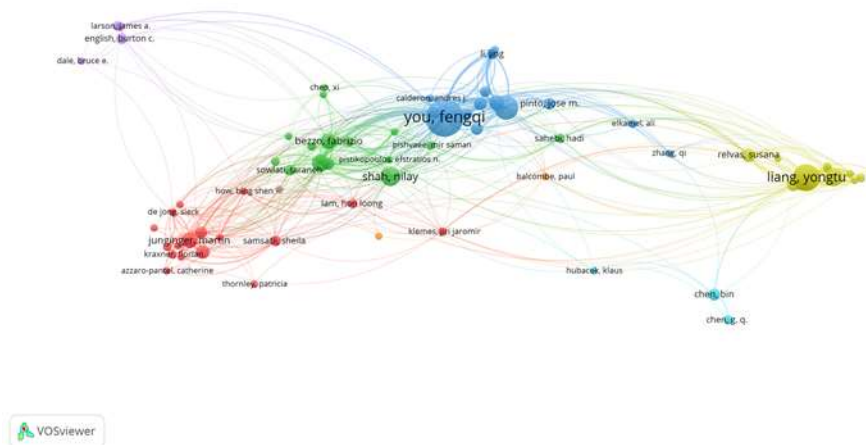 larson, james a.
english, burton c.
dale, bruce e.
li, jing
chen, xi
calderon, andres j.
pinto, jose m.
you, fengqi
elkamel, ali
bezzo, fabrizio
pishvaee, mir saman
sahebi, hadi
pistikopoulos, efstratios n.
zhang, qi
relvas, susana
sowlati, taraneh
shah, nilay
balcombe, paul
liang, yongtu
how, bing shen
lam, hon loong
de jong, sierk
klemes, jiri jaromir
junginger, martin
samsatli, sheila
kraxner, florian
azzaro-pantel, catherine
hubacek, klaus
thornley, patricia
chen, bin
chen, g. q.
VOSviewer